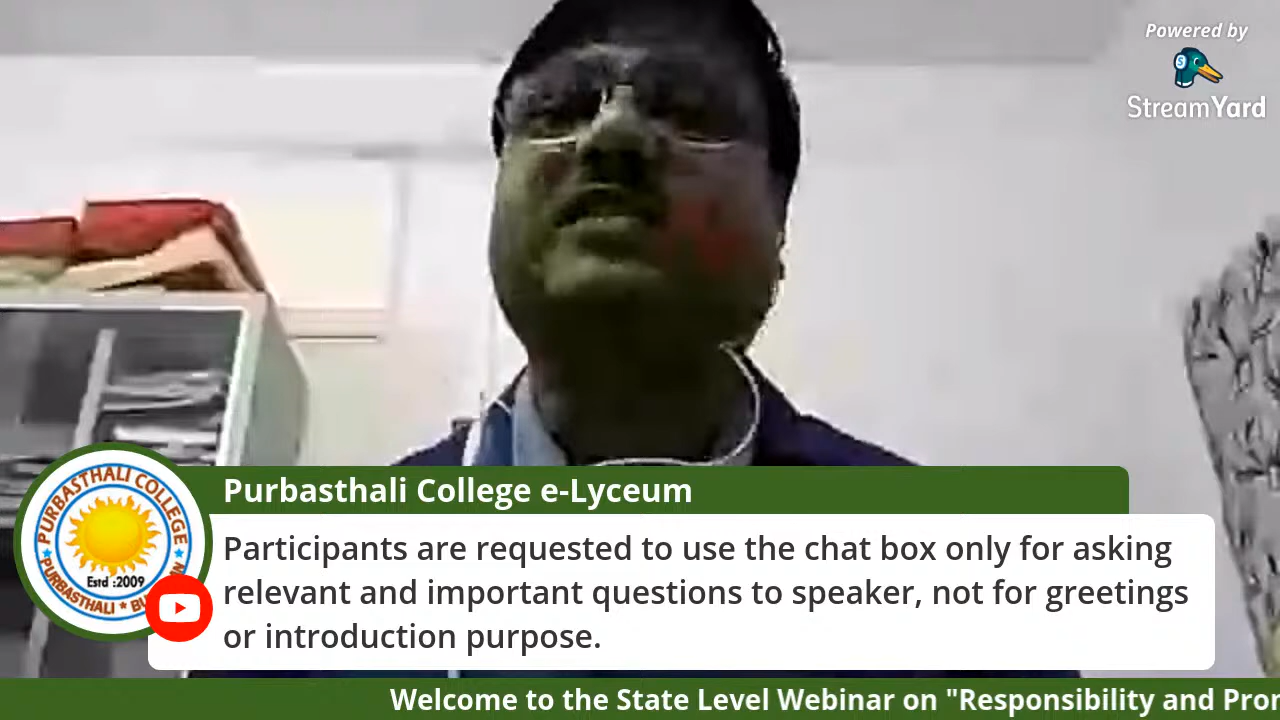 Powered by
StreamYard
PURBASTHALI COLLEGE
Estd :2009
PURBASTHALI *
Purbasthali College e-Lyceum
Participants are requested to use the chat box only for asking
relevant and important questions to speaker, not for greetings
or introduction purpose.
Welcome to the State Level Webinar on "Responsibility and